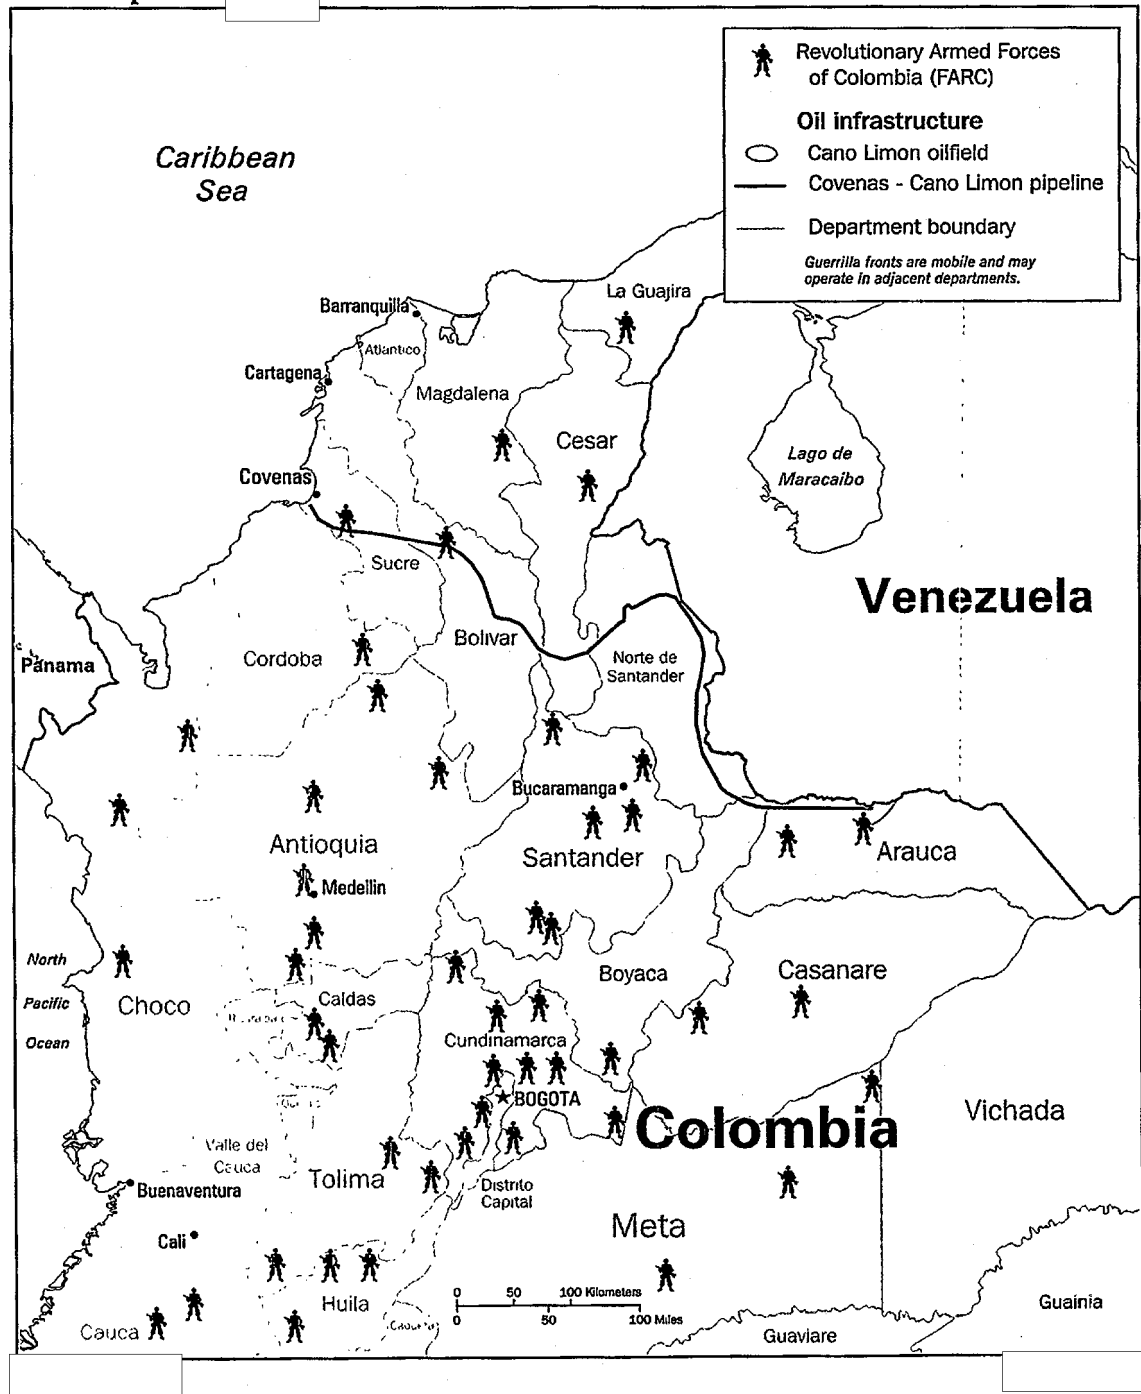 Revolutionary Armed Forces
of Colombia (FARC)
Oil infrastructure
Cano Limon oilfield
Covenas - Cano Limon pipeline
Department boundary
Guerrilla fronts are mobile and may
operate in adjacent departments.
Caribbean
Sea
La Guajira
Barranquilla
Atlantico
Cartagena
Magdalena
Cesar
Lago de
Maracaibo
Covenas
Sucre
Venezuela
Panama
Cordoba
Bolivar
Norte de
Santander
Bucaramanga
Antioquia
Santander
Arauca
Medellin
North
Pacific
Ocean
Choco
Caldas
Boyaca
Casanare
Cundinamarca
BOGOTA
Colombia
Vichada
Valle del
Cauca
Tolima
Buenaventura
Distrito
Capital
Cali
Meta
0 50 100 Kilometers
0 50 100 Miles
Huila
Cauca
Guainia
Guaviare